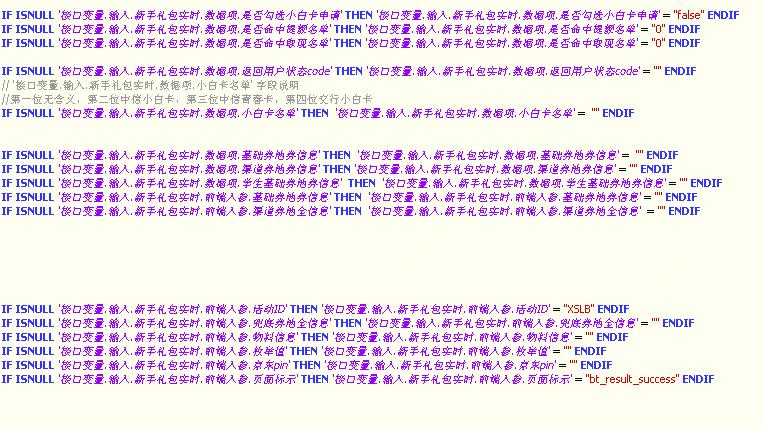 IF ISNULL '接口变量.输入.新手礼包实时.数据项.是否勾选小白卡申请' THEN '接口变量.输入.新手礼包实时.数据项.是否勾选小白卡申请' = "false" ENDIF
IF ISNULL '接口变量.输入.新手礼包实时.数据项.是否命中提额名单' THEN '接口变量.输入.新手礼包实时.数据项.是否命中提额名单' = "0" ENDIF
IF ISNULL '接口变量.输入.新手礼包实时.数据项.是否命中取现名单' THEN '接口变量.输入.新手礼包实时.数据项.是否命中取现名单' = "0" ENDIF
IF ISNULL '接口变量.输入.新手礼包实时.数据项.返回用户状态code' THEN '接口变量.输入.新手礼包实时.数据项.返回用户状态code' = "" ENDIF
// '接口变量.输入.新手礼包实时.数据项.小白卡名单' 字段说明
//第一位无含义，第二位中信小白卡，第三位中信青春卡，第四位交行小白卡
IF ISNULL '接口变量.输入.新手礼包实时.数据项.小白卡名单' THEN '接口变量.输入.新手礼包实时.数据项.小白卡名单' = "" ENDIF
IF ISNULL '接口变量.输入.新手礼包实时.数据项.基础券池券信息' THEN '接口变量.输入.新手礼包实时.数据项.基础券池券信息' = "" ENDIF
IF ISNULL '接口变量.输入.新手礼包实时.数据项.渠道券池券信息' THEN '接口变量.输入.新手礼包实时.数据项.渠道券池券信息' = "" ENDIF
IF ISNULL '接口变量.输入.新手礼包实时.数据项.学生基础券池券信息' THEN '接口变量.输入.新手礼包实时.数据项.学生基础券池券信息' = "" ENDIF
IF ISNULL '接口变量.输入.新手礼包实时.前端入参.基础券池券信息' THEN '接口变量.输入.新手礼包实时.前端入参.基础券池券信息' = "" ENDIF
IF ISNULL '接口变量.输入.新手礼包实时.前端入参.渠道券池全信息' THEN '接口变量.输入.新手礼包实时.前端入参.渠道券池全信息' = "" ENDIF
IF ISNULL '接口变量.输入.新手礼包实时.前端入参.活动ID' THEN '接口变量.输入.新手礼包实时.前端入参.活动ID' = "XSLB" ENDIF
IF ISNULL '接口变量.输入.新手礼包实时.前端入参.兜底券池全信息' THEN '接口变量.输入.新手礼包实时.前端入参.兜底券池全信息' = "" ENDIF
IF ISNULL '接口变量.输入.新手礼包实时.前端入参.物料信息' THEN '接口变量.输入.新手礼包实时.前端入参.物料信息' = "" ENDIF
IF ISNULL '接口变量.输入.新手礼包实时.前端入参.枚举值' THEN '接口变量.输入.新手礼包实时.前端入参.枚举值' = "" ENDIF
IF ISNULL '接口变量.输入.新手礼包实时.前端入参.京东pin' THEN '接口变量.输入.新手礼包实时.前端入参.京东pin' = "" ENDIF
IF ISNULL '接口变量.输入.新手礼包实时.前端入参.页面标示' THEN '接口变量.输入.新手礼包实时.前端入参.页面标示' = "bt_result_success" ENDIF